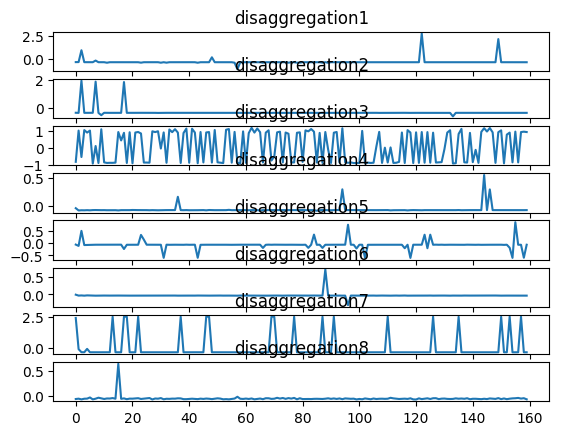 disaggregation1
2.5
0.0
disaggregation2
2
0
disaggregation3
1
0
−1
disaggregation4
0.5
0.0
disaggregation5
0.5
0.0
−0.5
disaggregation6
0.5
0.0
disaggregation7
2.5
0.0
disaggregation8
0.5
0.0
0 20 40 60 80 100 120 140 160